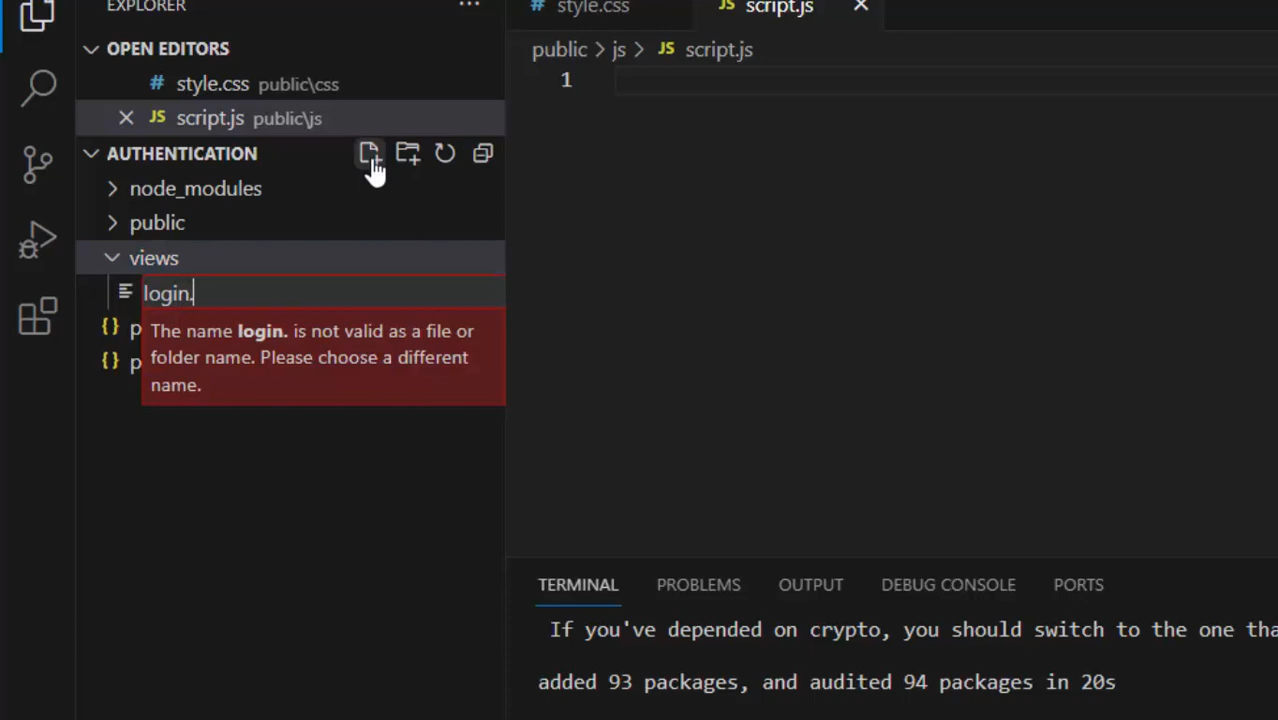 EXPLORER
style.css
JS script.js
OPEN EDITORS
# style.css public\css
JS script.js public\js
public > js > JS script.js
1
AUTHENTICATION
node_modules
public
views
login.
{} p
{} p
The name login. is not valid as a file or
folder name. Please choose a different
name.
TERMINAL PROBLEMS OUTPUT DEBUG CONSOLE PORTS
If you've depended on crypto, you should switch to the one tha
added 93 packages, and audited 94 packages in 20s